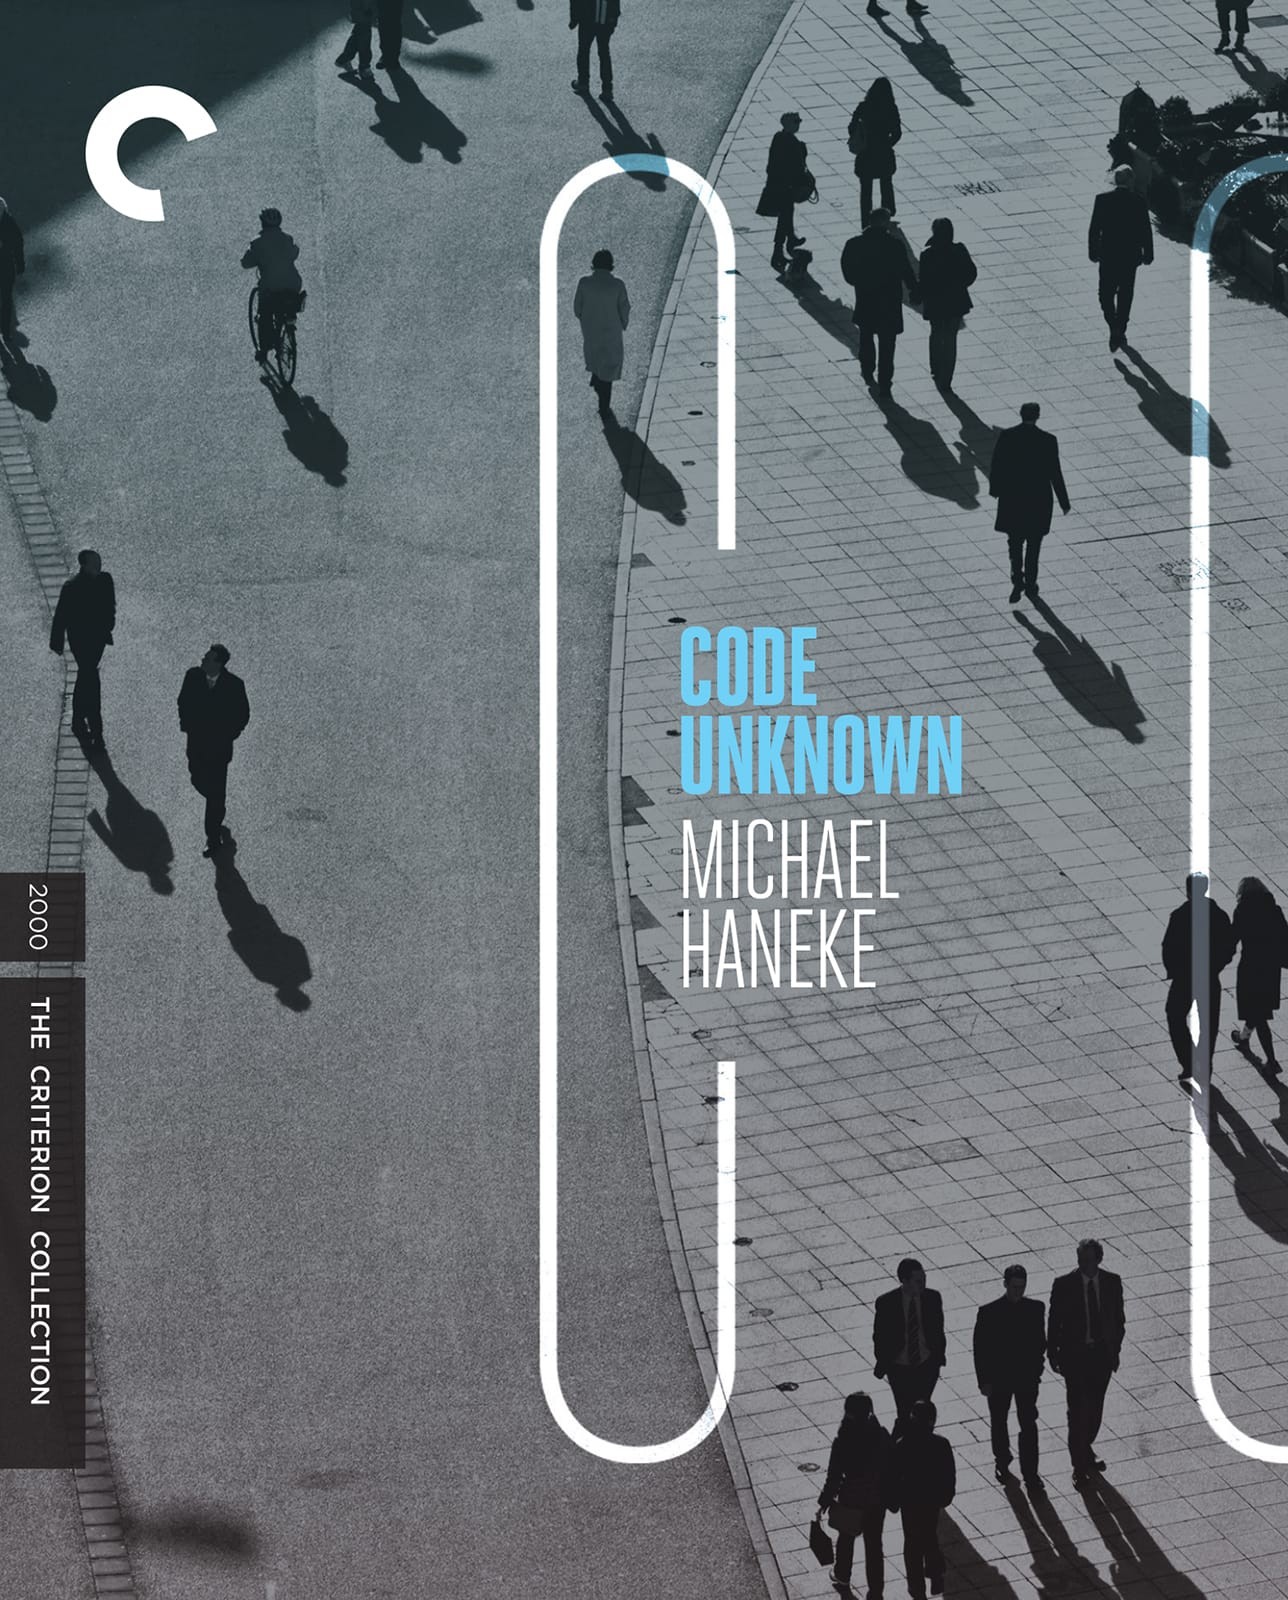 CODE
UNKNOWN
MICHAEL
HANEKE
2000
THE CRITERION COLLECTION